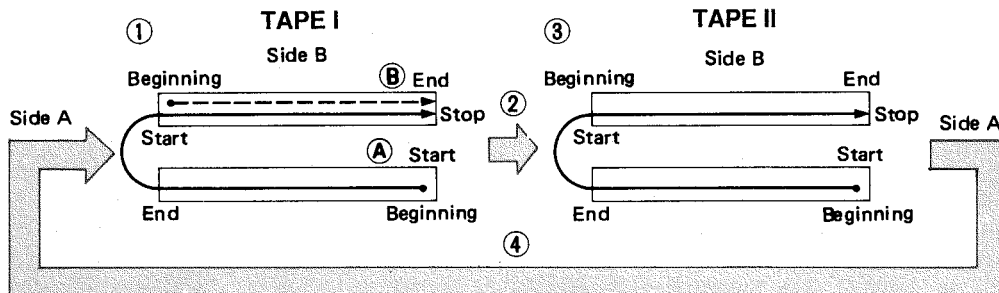 ① TAPE I
Side B
Beginning Ⓑ End
Side A
Start Stop
Ⓐ Start
End Beginning
②
③ TAPE II
Side B
Beginning End
Start Stop
Side A
Start
End Beginning
④